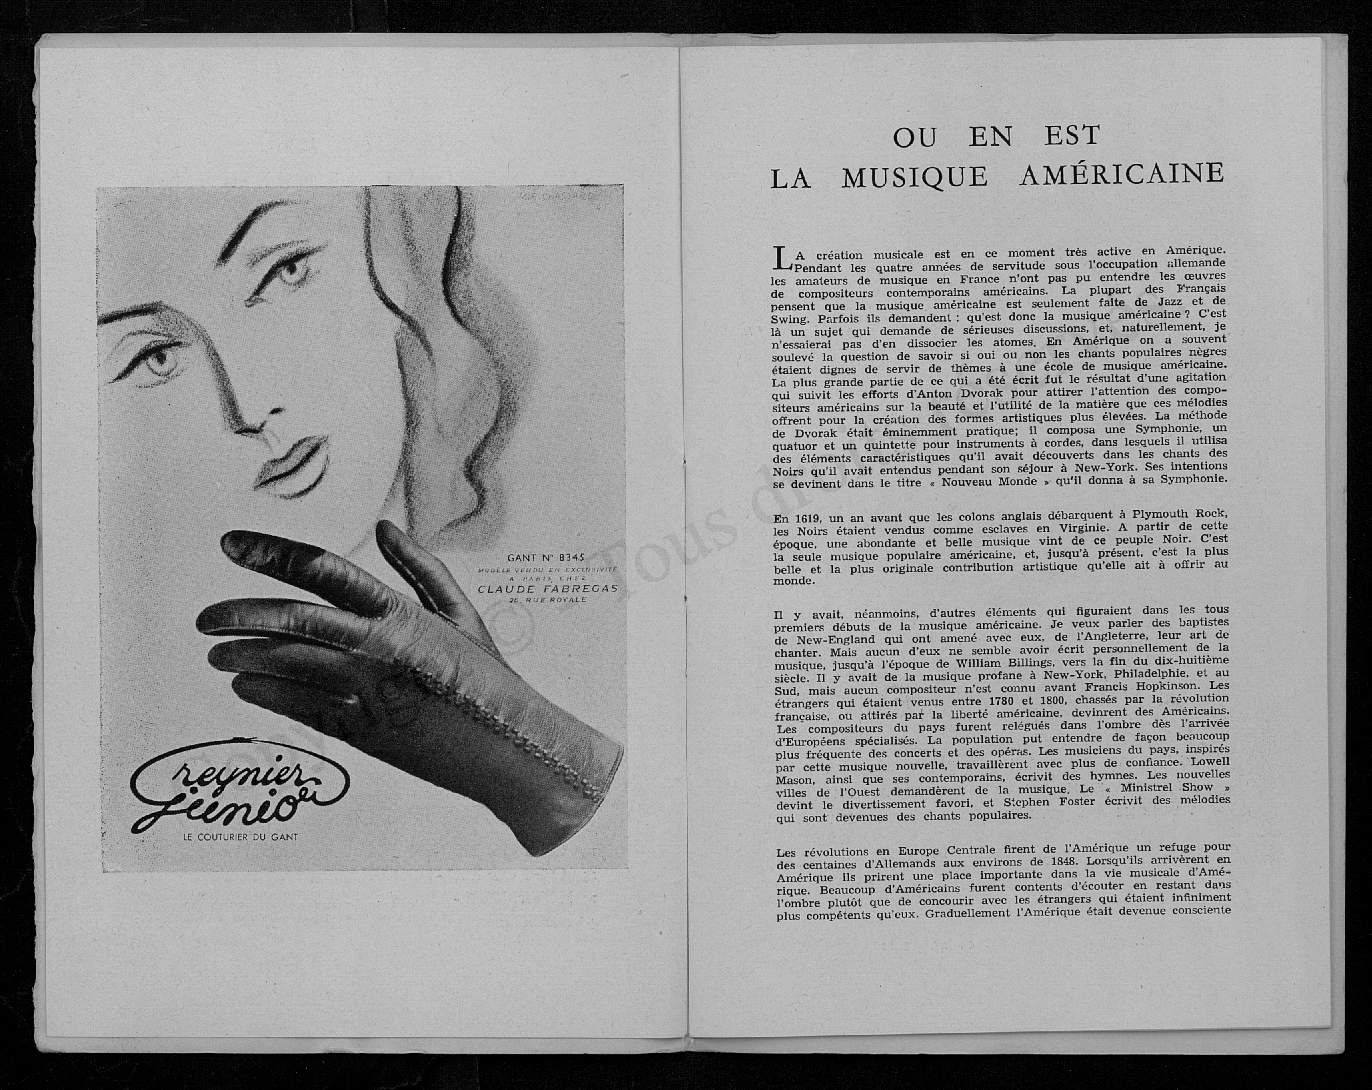 GANT N° 8345
MODÈLE VENDU EN EXCLUSIVITÉ
A PARIS, CHEZ
CLAUDE FABREGAS
26, RUE ROYALE
reynier
junior
LE COUTURIER DU GANT
OU EN EST
LA MUSIQUE AMÉRICAINE
LA création musicale est en ce moment très active en Amérique.
Pendant les quatre années de servitude sous l'occupation allemande
les amateurs de musique en France n'ont pas pu entendre les œuvres
de compositeurs contemporains américains. La plupart des Français
pensent que la musique américaine est seulement faite de Jazz et de
Swing. Parfois ils demandent : qu'est donc la musique américaine ? C'est
là un sujet qui demande de sérieuses discussions, et, naturellement, je
n'essaierai pas d'en dissocier les atomes. En Amérique on a souvent
soulevé la question de savoir si oui ou non les chants populaires nègres
étaient dignes de servir de thèmes à une école de musique américaine.
La plus grande partie de ce qui a été écrit fut le résultat d'une agitation
qui suivit les efforts d'Anton Dvorak pour attirer l'attention des compo-
siteurs américains sur la beauté et l'utilité de la matière que ces mélodies
offrent pour la création des formes artistiques plus élevées. La méthode
de Dvorak était éminemment pratique; il composa une Symphonie, un
quatuor et un quintette pour instruments à cordes, dans lesquels il utilisa
des éléments caractéristiques qu'il avait découverts dans les chants des
Noirs qu'il avait entendus pendant son séjour à New-York. Ses intentions
se devinent dans le titre « Nouveau Monde » qu'il donna à sa Symphonie.
En 1619, un an avant que les colons anglais débarquent à Plymouth Rock,
les Noirs étaient vendus comme esclaves en Virginie. A partir de cette
époque, une abondante et belle musique vint de ce peuple Noir. C'est
la seule musique populaire américaine, et, jusqu'à présent, c'est la plus
belle et la plus originale contribution artistique qu'elle ait à offrir au
monde.
Il y avait, néanmoins, d'autres éléments qui figuraient dans les tous
premiers débuts de la musique américaine. Je veux parler des baptistes
de New-England qui ont amené avec eux, de l'Angleterre, leur art de
chanter. Mais aucun d'eux ne semble avoir écrit personnellement de la
musique, jusqu'à l'époque de William Billings, vers la fin du dix-huitième
siècle. Il y avait de la musique profane à New-York, Philadelphie, et au
Sud, mais aucun compositeur n'est connu avant Francis Hopkinson. Les
étrangers qui étaient venus entre 1780 et 1800, chassés par la révolution
française, ou attirés par la liberté américaine, devinrent des Américains.
Les compositeurs du pays furent relégués dans l'ombre dès l'arrivée
d'Européens spécialisés. La population put entendre de façon beaucoup
plus fréquente des concerts et des opéras. Les musiciens du pays, inspirés
par cette musique nouvelle, travaillèrent avec plus de confiance. Lowell
Mason, ainsi que ses contemporains, écrivit des hymnes. Les nouvelles
villes de l'Ouest demandèrent de la musique. Le « Ministrel Show »
devint le divertissement favori, et Stephen Foster écrivit des mélodies
qui sont devenues des chants populaires.
Les révolutions en Europe Centrale firent de l'Amérique un refuge pour
des centaines d'Allemands aux environs de 1848. Lorsqu'ils arrivèrent en
Amérique ils prirent une place importante dans la vie musicale d'Amé-
rique. Beaucoup d'Américains furent contents d'écouter en restant dans
l'ombre plutôt que de concourir avec les étrangers qui étaient infiniment
plus compétents qu'eux. Graduellement l'Amérique était devenue consciente
© Tous